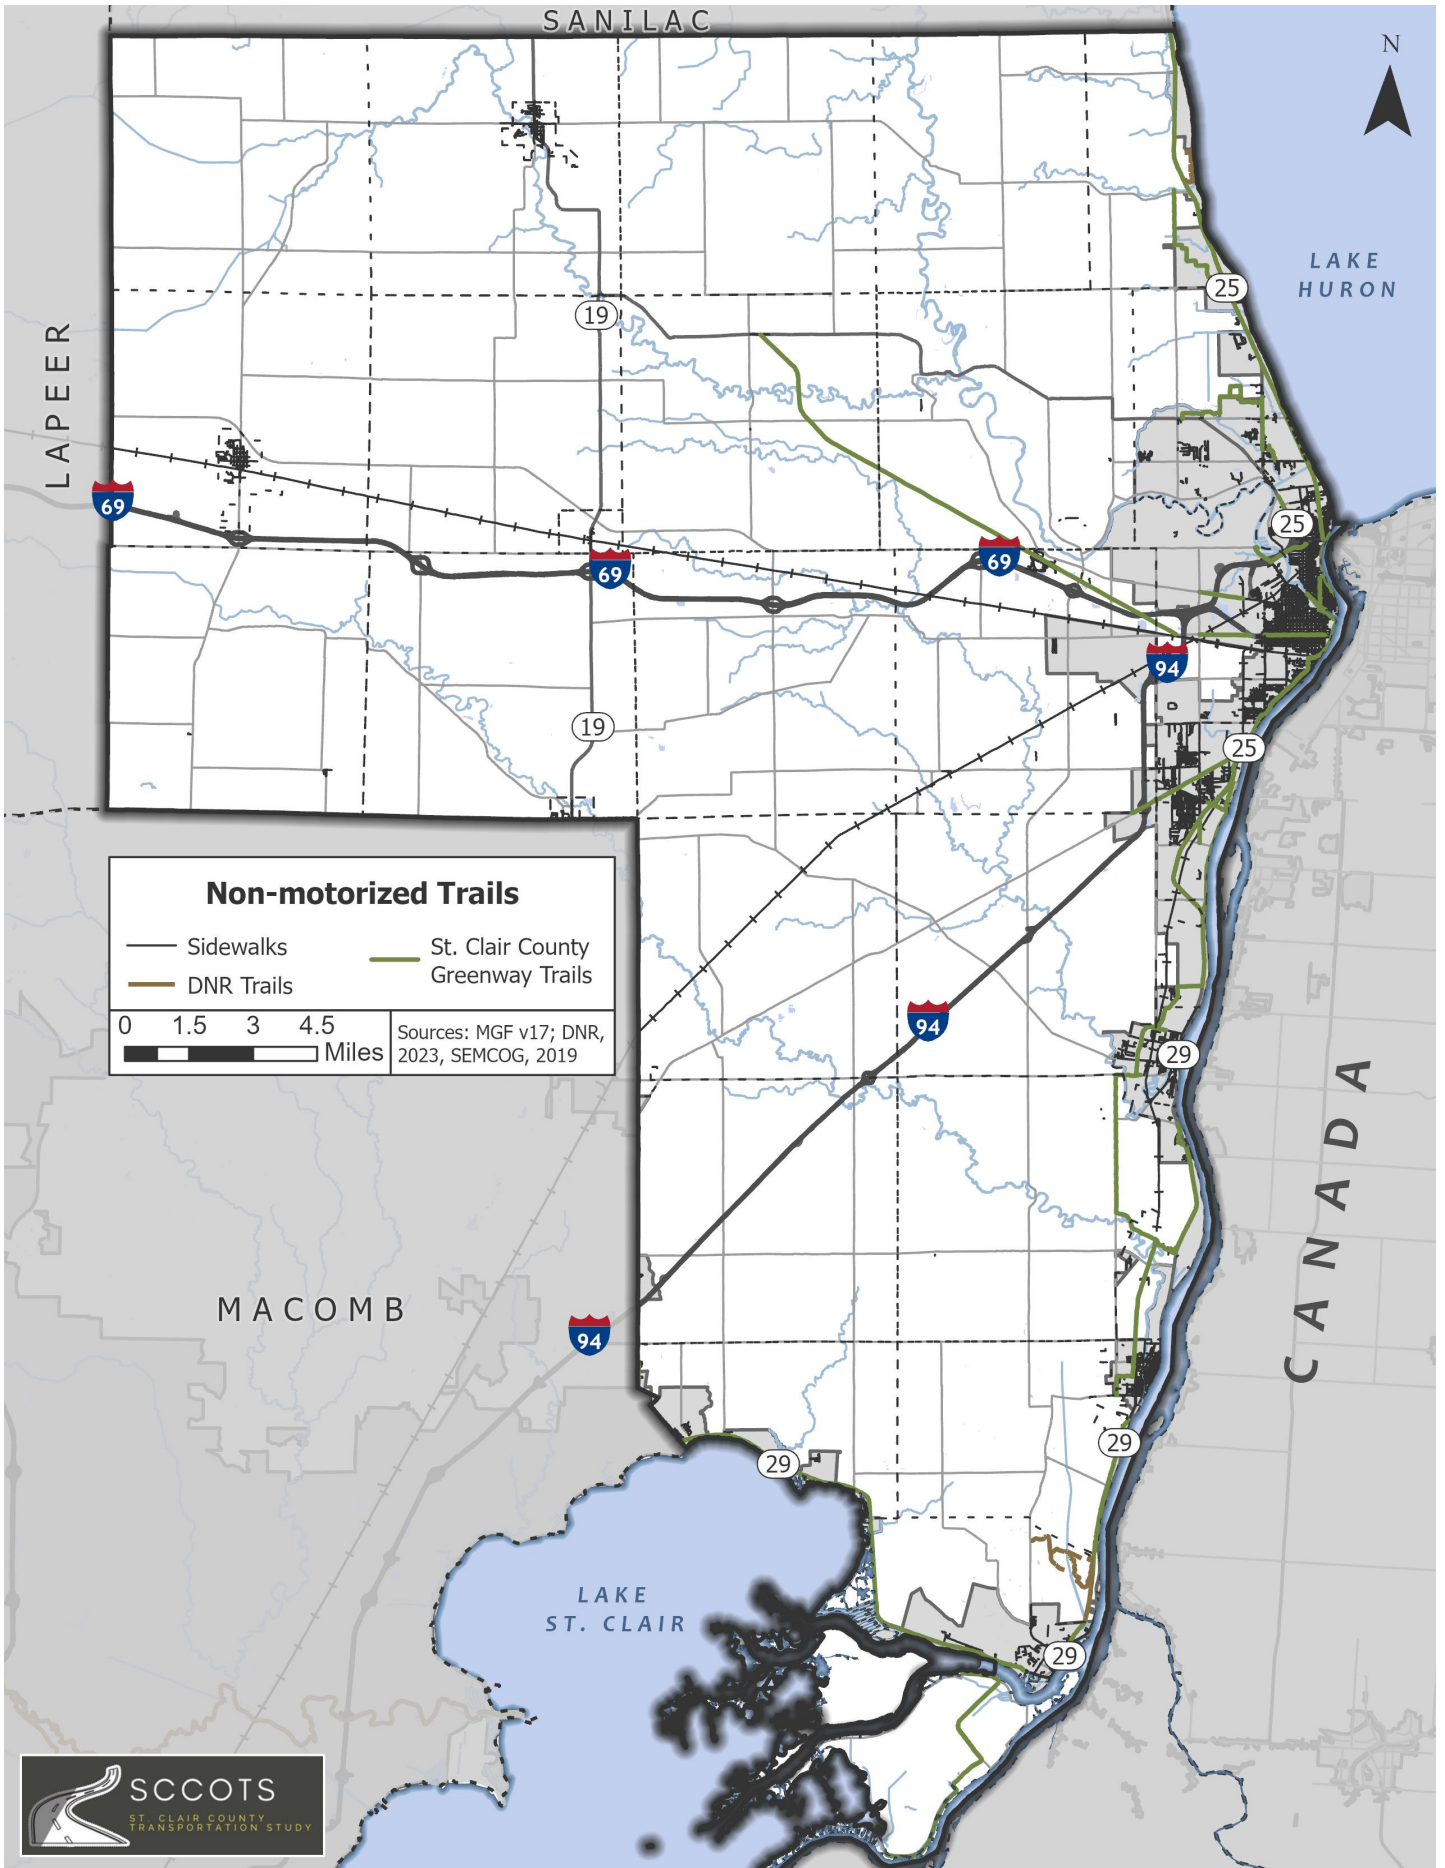 SANILAC
N
LAKE
HURON
25
19
LAPEER
69
25
69
69
94
19
25
Non-motorized Trails
Sidewalks
DNR Trails
St. Clair County
Greenway Trails
0 1.5 3 4.5
Miles
Sources: MGF v17; DNR,
2023, SEMCOG, 2019
94
29
CANADA
MACOMB
94
29
29
LAKE
ST. CLAIR
29
SCCOTS
ST. CLAIR COUNTY
TRANSPORTATION STUDY